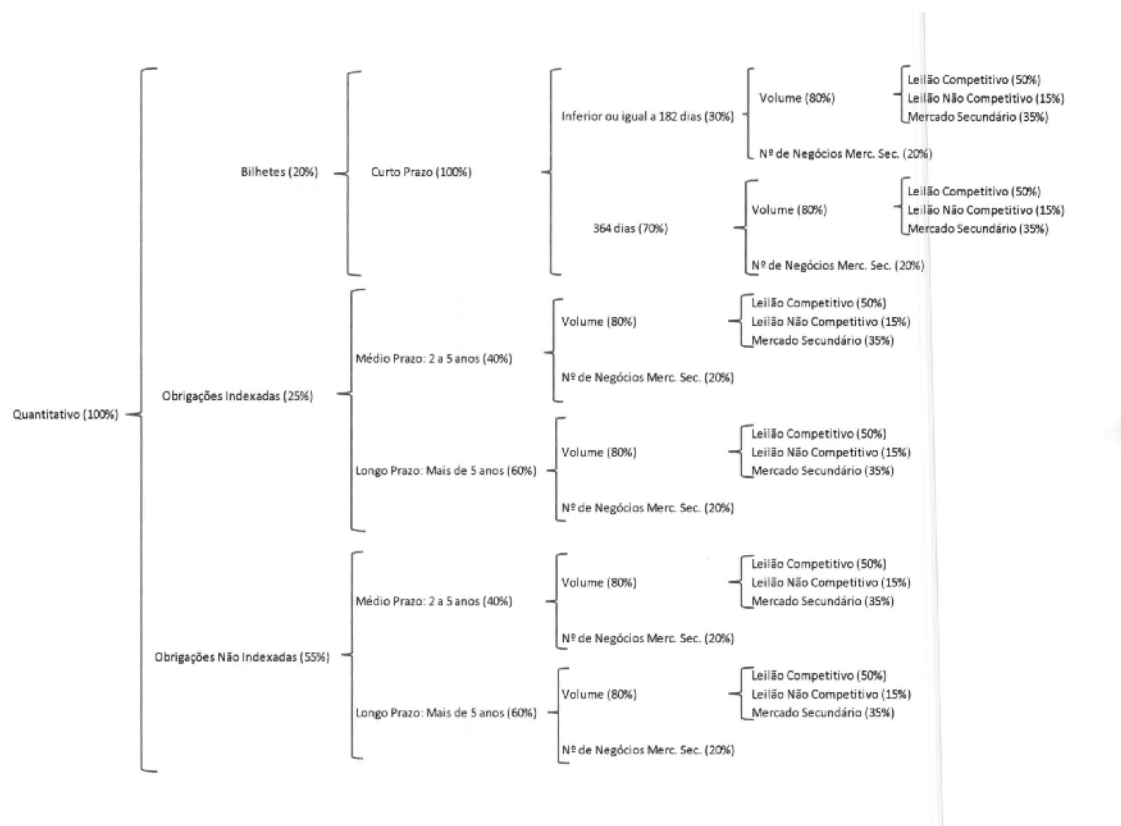 Leilão Competitivo (50%)
Volume (80%)
Leilão Não Competitivo (15%)
Inferior ou igual a 182 dias (30%)
Mercado Secundário (35%)
Nº de Negócios Merc. Sec. (20%)
Bilhetes (20%)
Curto Prazo (100%)
Leilão Competitivo (50%)
Volume (80%)
Leilão Não Competitivo (15%)
364 dias (70%)
Mercado Secundário (35%)
Nº de Negócios Merc. Sec. (20%)
Leilão Competitivo (50%)
Volume (80%)
Leilão Não Competitivo (15%)
Mercado Secundário (35%)
Médio Prazo: 2 a 5 anos (40%)
Nº de Negócios Merc. Sec. (20%)
Obrigações Indexadas (25%)
Quantitativo (100%)
Leilão Competitivo (50%)
Volume (80%)
Leilão Não Competitivo (15%)
Longo Prazo: Mais de 5 anos (60%)
Mercado Secundário (35%)
Nº de Negócios Merc. Sec. (20%)
Leilão Competitivo (50%)
Volume (80%)
Leilão Não Competitivo (15%)
Médio Prazo: 2 a 5 anos (40%)
Mercado Secundário (35%)
Nº de Negócios Merc. Sec. (20%)
Obrigações Não Indexadas (55%)
Leilão Competitivo (50%)
Volume (80%)
Leilão Não Competitivo (15%)
Longo Prazo: Mais de 5 anos (60%)
Mercado Secundário (35%)
Nº de Negócios Merc. Sec. (20%)